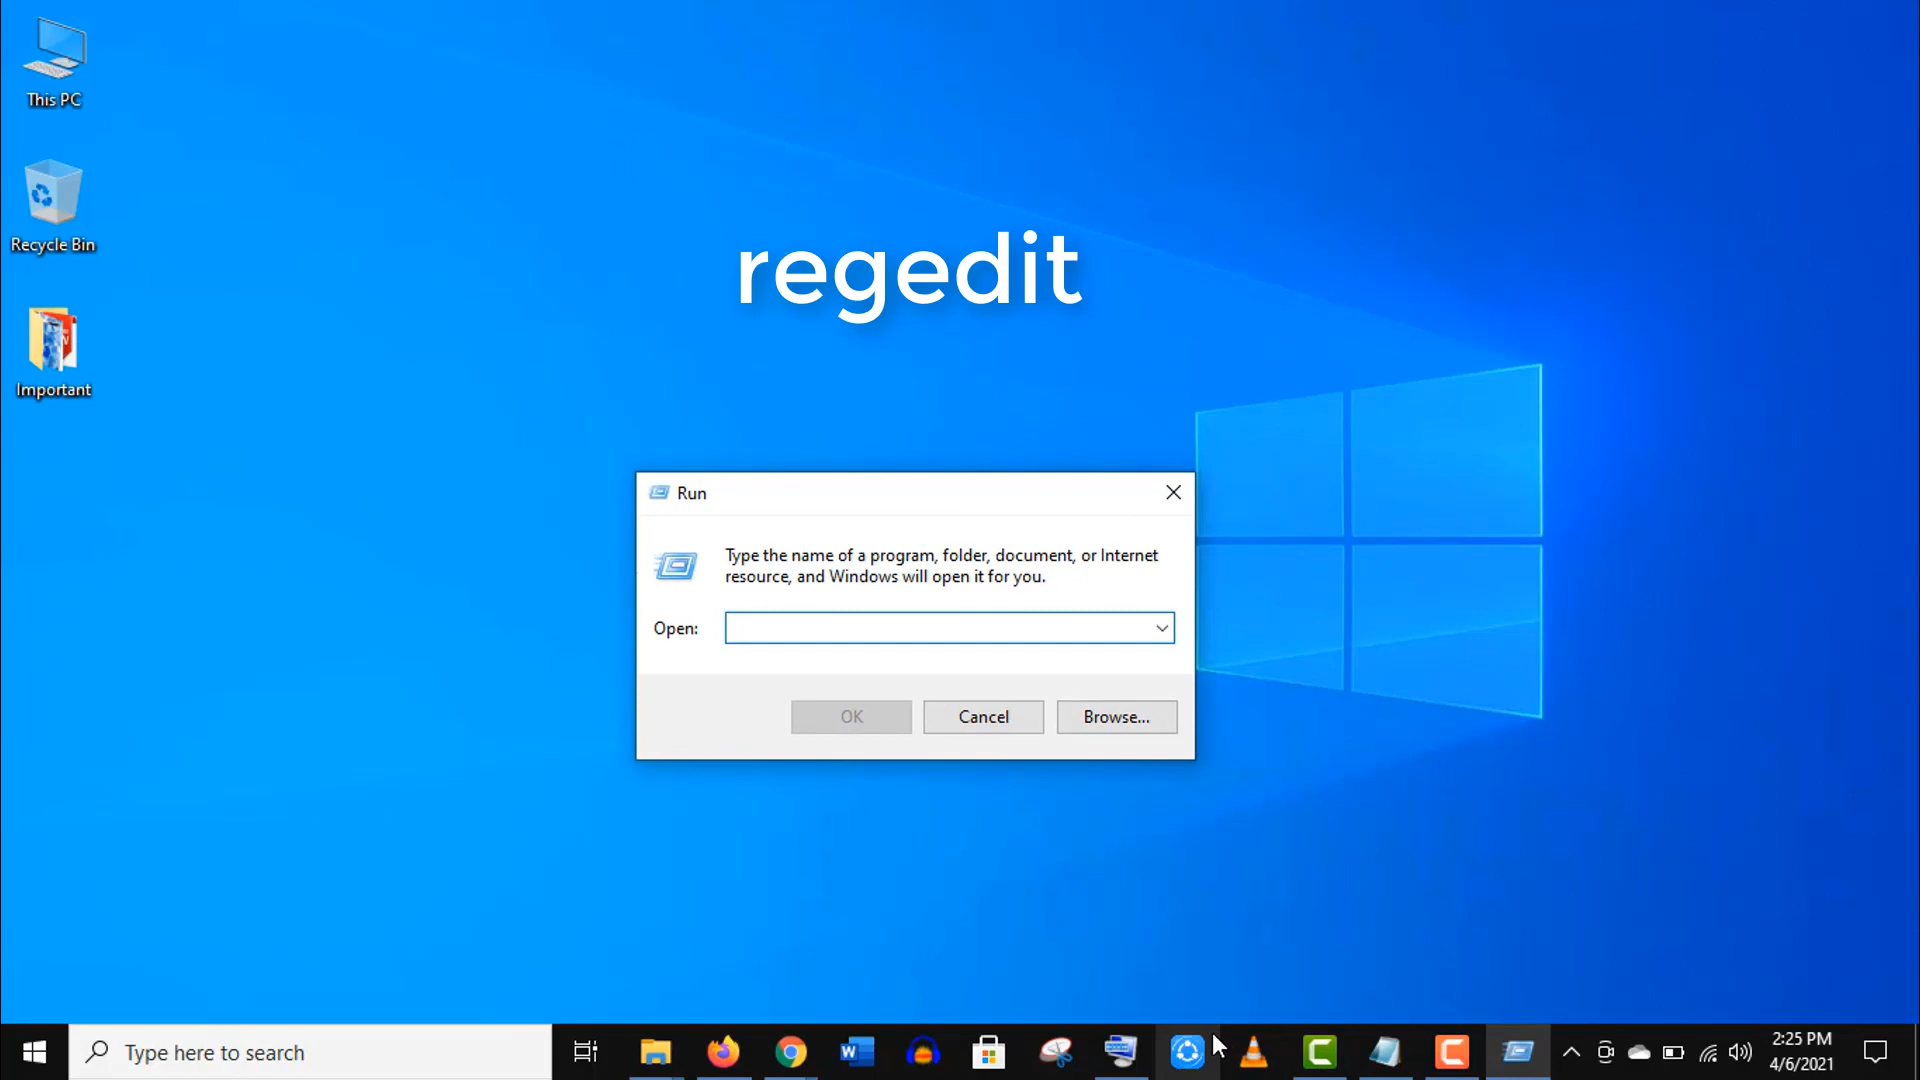 This PC
Recycle Bin
Important
regedit
Run
Type the name of a program, folder, document, or Internet
resource, and Windows will open it for you.
Open:
OK
Cancel
Browse...
Type here to search
2:25 PM
4/6/2021